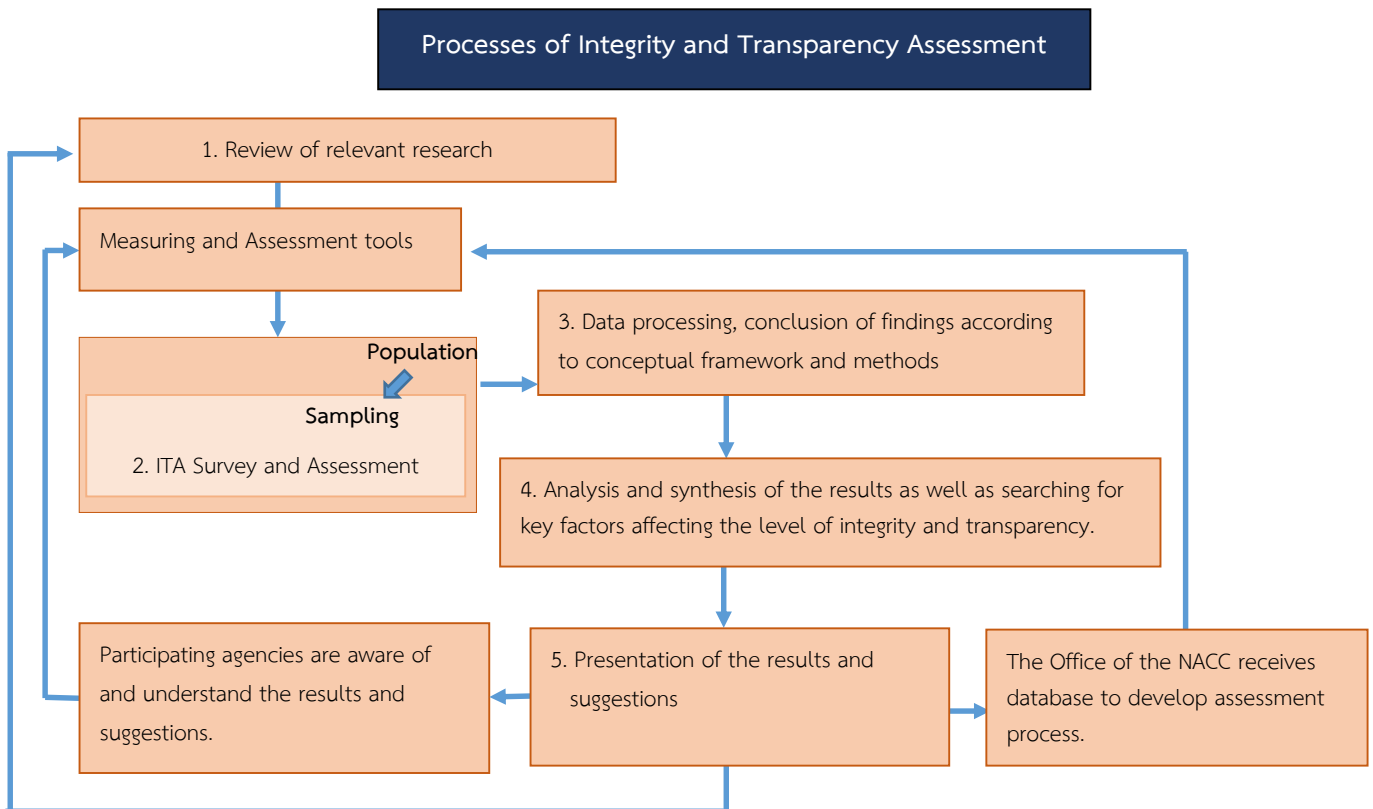 Processes of Integrity and Transparency Assessment
1. Review of relevant research
Measuring and Assessment tools
Population
Sampling
2. ITA Survey and Assessment
3. Data processing, conclusion of findings according
to conceptual framework and methods
4. Analysis and synthesis of the results as well as searching for
key factors affecting the level of integrity and transparency.
Participating agencies are aware of
and understand the results and
suggestions.
5. Presentation of the results and
suggestions
The Office of the NACC receives
database to develop assessment
process.